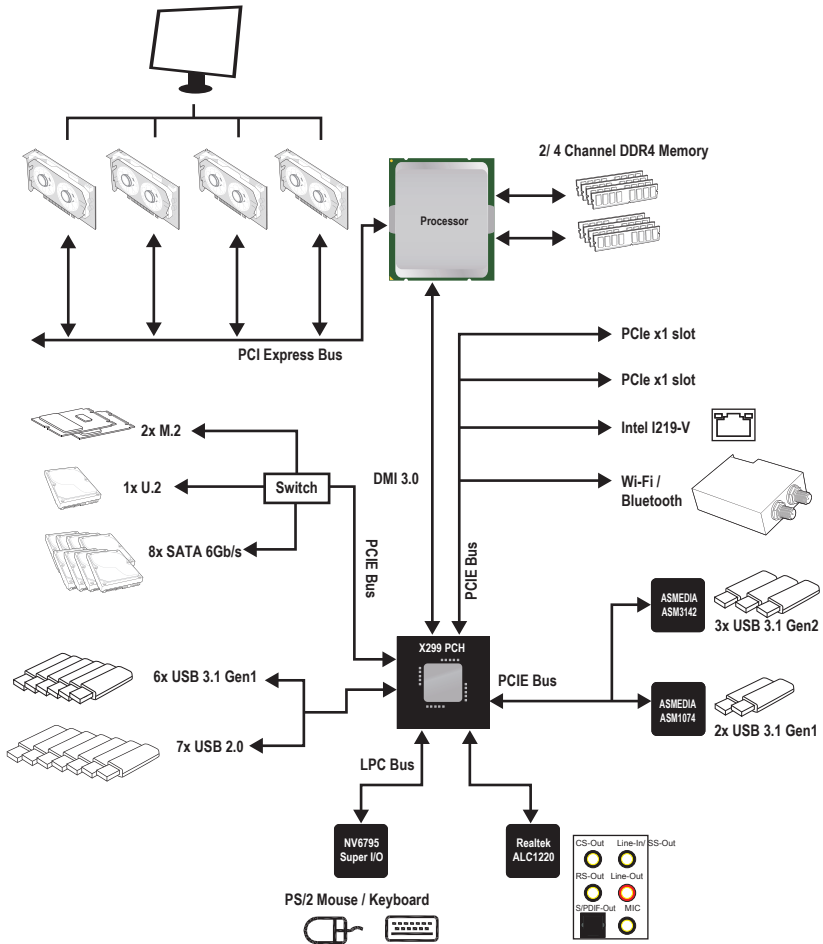 2/ 4 Channel DDR4 Memory
Processor
PCI Express Bus
PCIe x1 slot
PCIe x1 slot
Intel I219-V
Wi-Fi /
Bluetooth
2x M.2
1x U.2
Switch
8x SATA 6Gb/s
DMI 3.0
PCIE Bus
PCIE Bus
X299 PCH
PCIE Bus
ASMEDIA
ASM3142
3x USB 3.1 Gen2
ASMEDIA
ASM1074
2x USB 3.1 Gen1
6x USB 3.1 Gen1
7x USB 2.0
LPC Bus
NV6795
Super I/O
Realtek
ALC1220
PS/2 Mouse / Keyboard
CS-Out
Line-In/ SS-Out
RS-Out
Line-Out
S/PDIF-Out
MIC